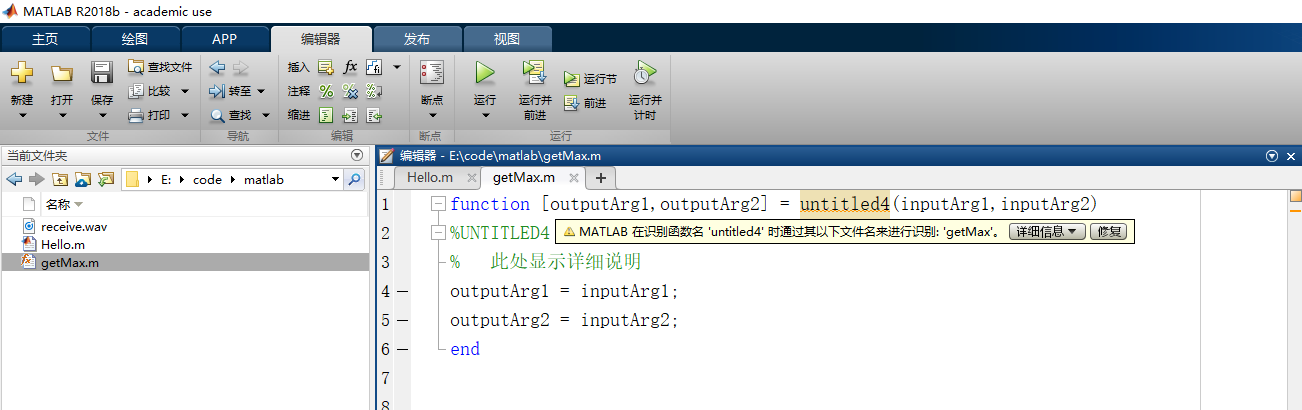 MATLAB R2018b - academic use
主页 绘图 APP 编辑器 发布 视图
新建 打开 保存 查找文件 比较 打印 转至 查找 插入 fx fi 注释 缩进 断点 运行 运行并前进 运行节 前进 运行并计时
文件 导航 编辑 断点 运行
当前文件夹
E: code matlab
名称
receive.wav
Hello.m
getMax.m
编辑器 - E:\code\matlab\getMax.m
Hello.m getMax.m
1 function [outputArg1,outputArg2] = untitled4(inputArg1,inputArg2)
2 %UNTITLED4 MATLAB 在识别函数名 'untitled4' 时通过其以下文件名来进行识别: 'getMax'。 详细信息 修复
3 % 此处显示详细说明
4 outputArg1 = inputArg1;
5 outputArg2 = inputArg2;
6 end
7
8